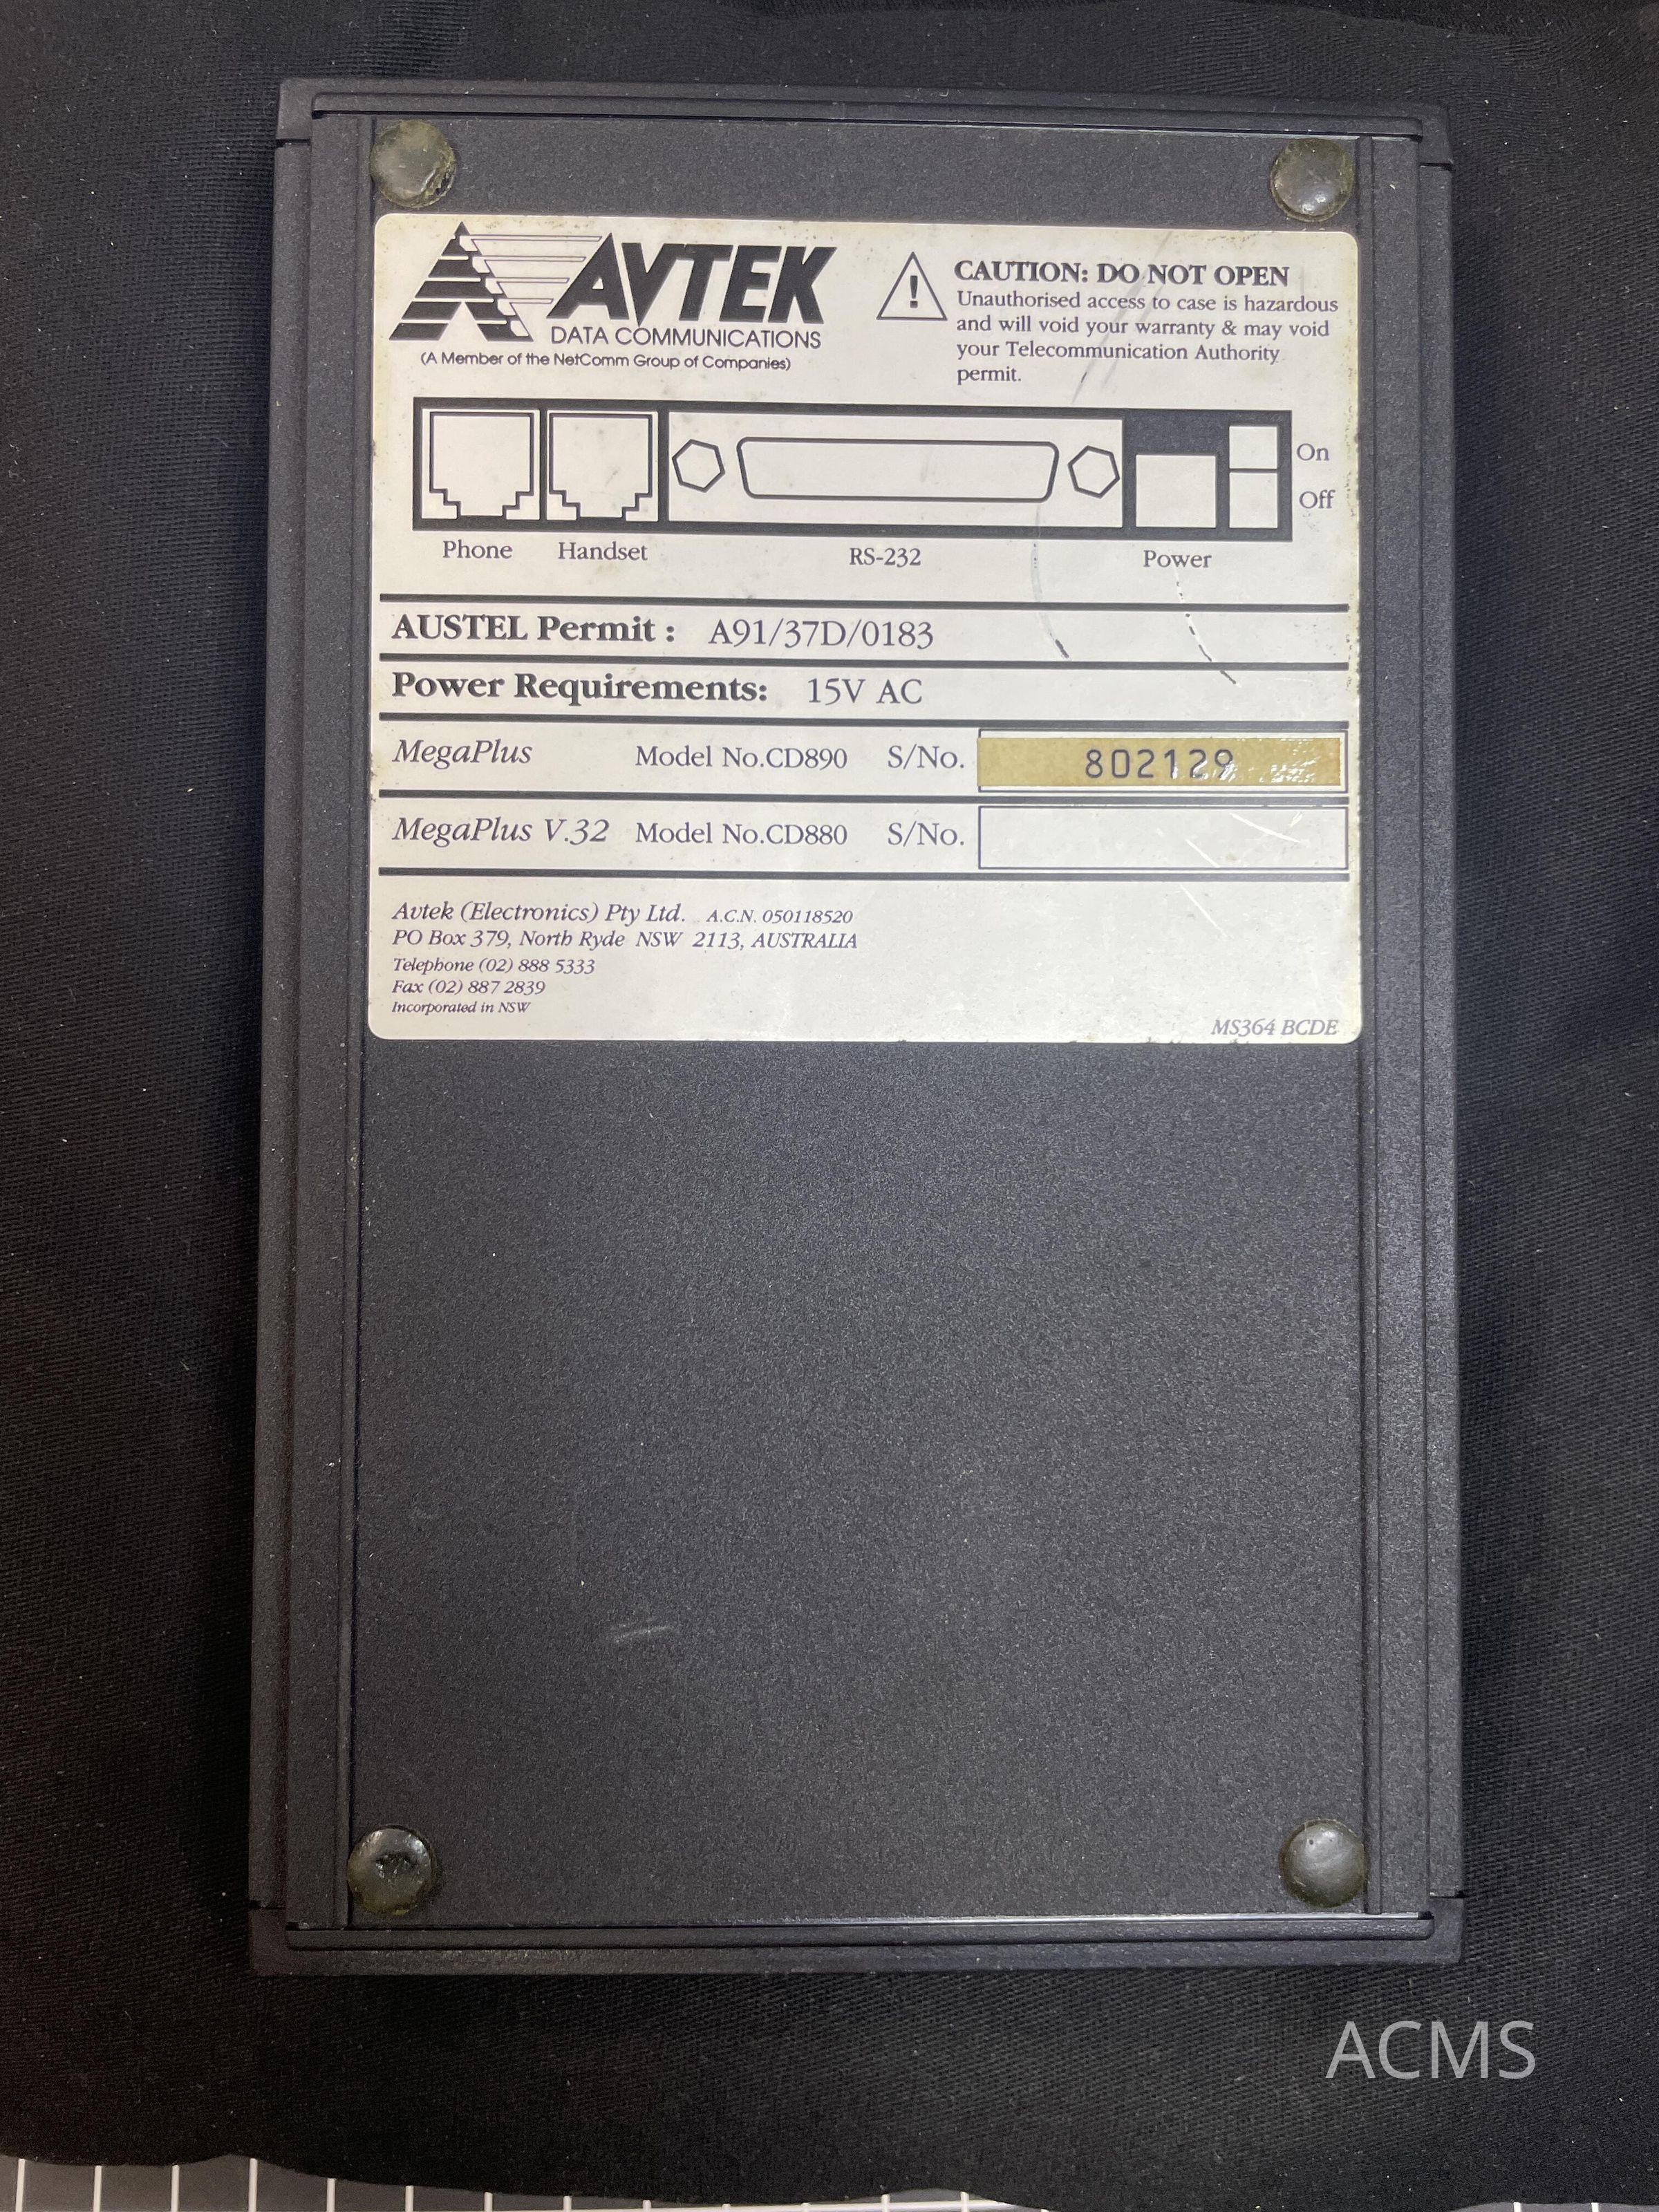 AVTEK
DATA COMMUNICATIONS
(A Member of the NetComm Group of Companies)
! CAUTION: DO NOT OPEN
Unauthorised access to case is hazardous
and will void your warranty & may void
your Telecommunication Authority
permit.
On
Off
Phone Handset RS-232 Power
AUSTEL Permit : A91/37D/0183
Power Requirements: 15V AC
MegaPlus Model No.CD890 S/No. 802129
MegaPlus V.32 Model No.CD880 S/No.
Avtek (Electronics) Pty Ltd. A.C.N. 050118520
PO Box 379, North Ryde NSW 2113, AUSTRALIA
Telephone (02) 888 5333
Fax (02) 887 2839
Incorporated in NSW
MS364 BCDE
ACMS